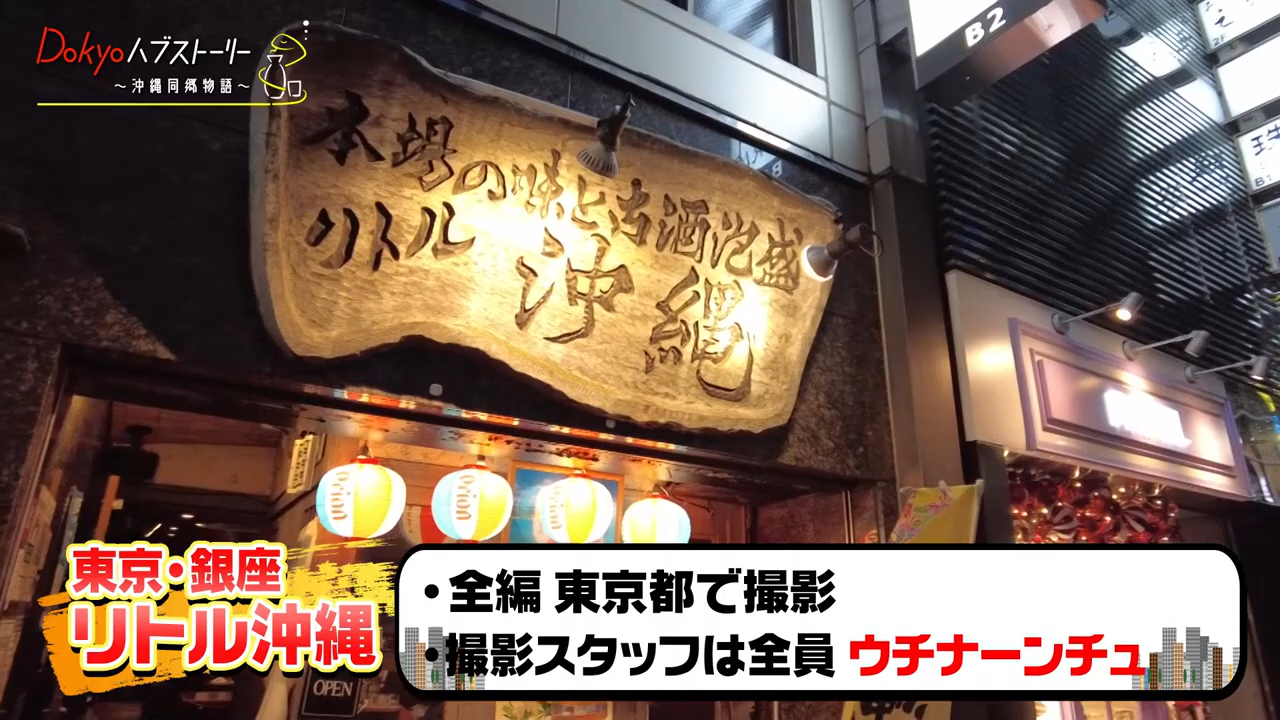 Dokyoハブストーリー
～沖縄同郷物語～
B2
2F
B1
本場の味と古酒泡盛
リトル
沖縄
Orion
Orion
Orion
東京・銀座
リトル沖縄
OPEN
・全編 東京都で撮影
・撮影スタッフは全員 ウチナーンチュ